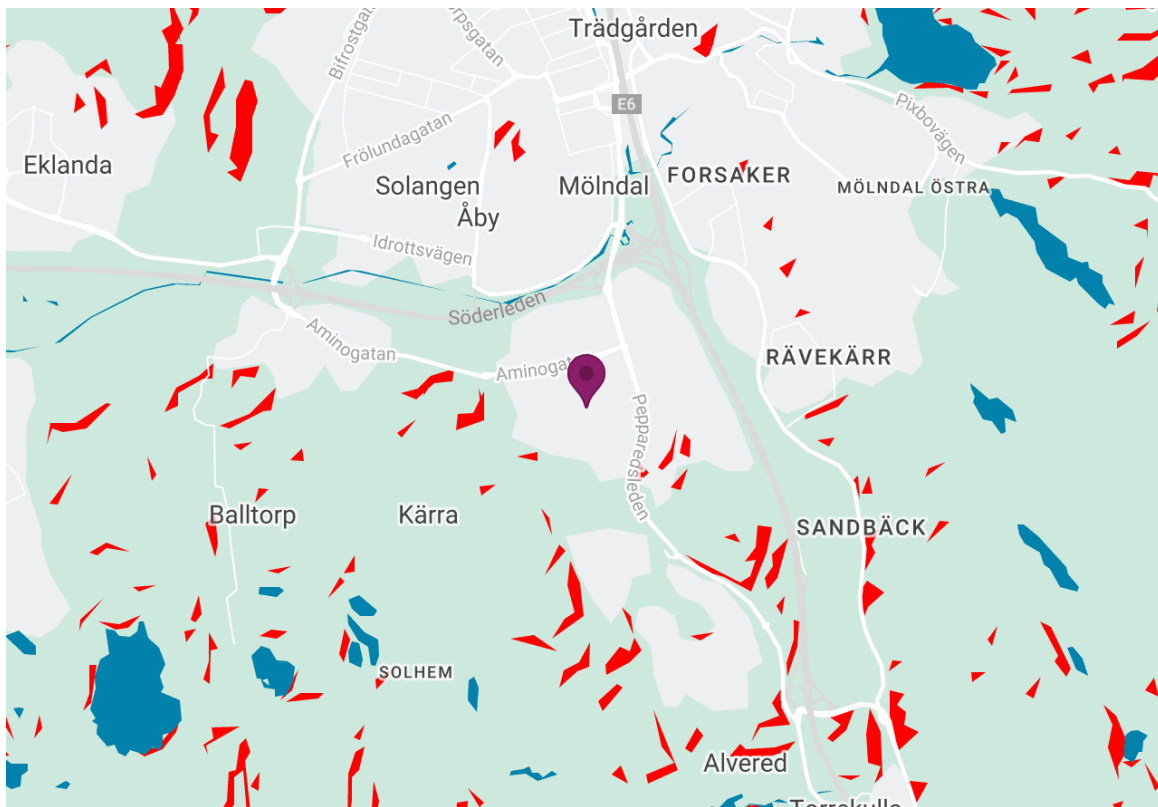 Trädgården
Bifrostgatan
E6
Pixbovägen
Frölundagatan
Eklanda
Solangen
Mölndal
FORSAKER
MÖLNDAL ÖSTRA
Åby
Idrottsvägen
Söderleden
Aminogatan
Aminogat
RÄVEKÄRR
Pepparedsleden
Balltorp
Kärra
SANDBÄCK
SOLHEM
Alvered